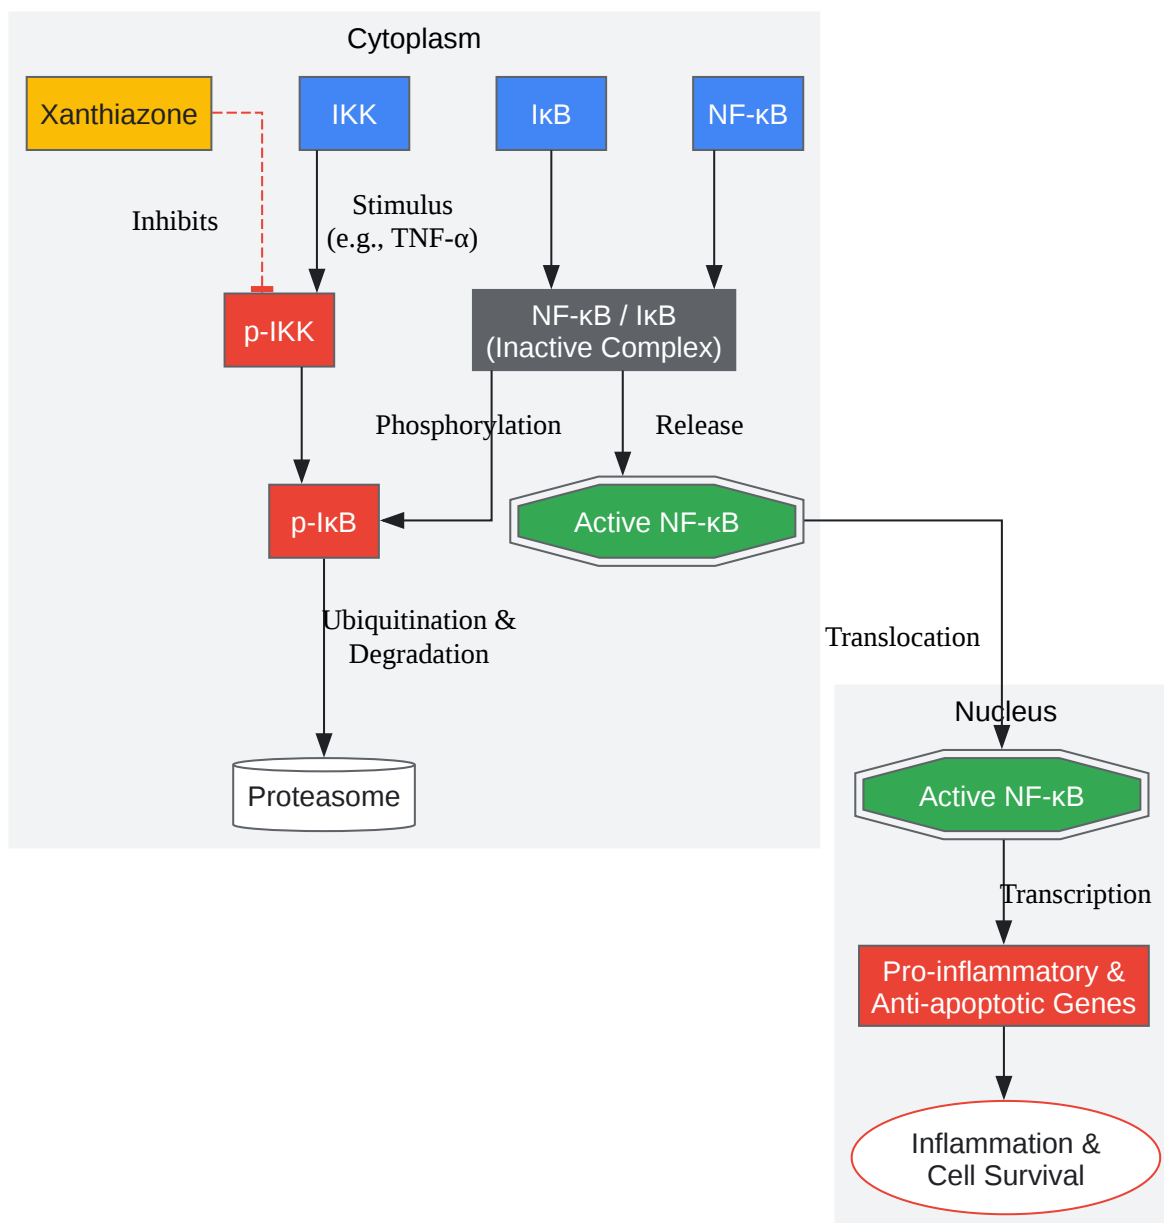 Cytoplasm
Xanthiazone
IKK
IκB
NF-κB
Inhibits
Stimulus
(e.g., TNF-α)
p-IKK
NF-κB / IκB
(Inactive Complex)
Phosphorylation
Release
p-IκB
Active NF-κB
Ubiquitination &
Degradation
Translocation
Nucleus
Proteasome
Active NF-κB
Transcription
Pro-inflammatory &
Anti-apoptotic Genes
Inflammation &
Cell Survival